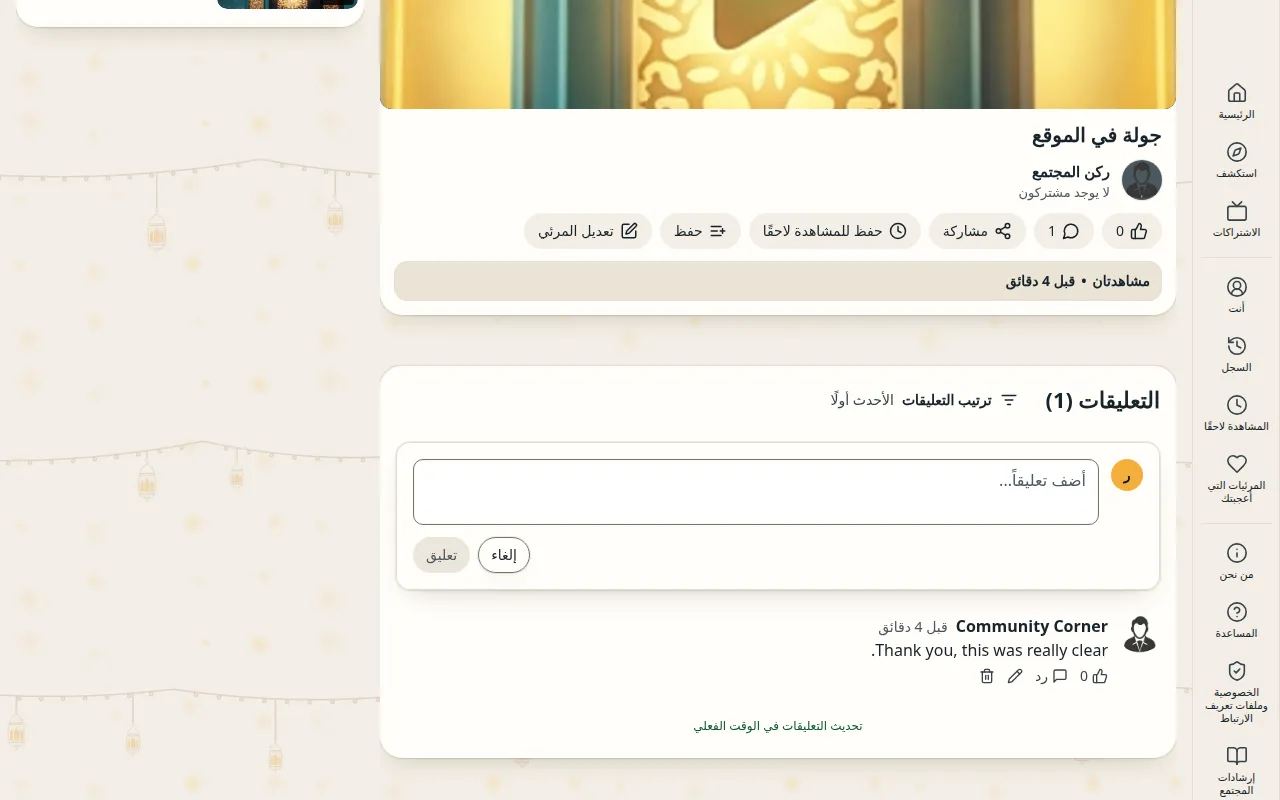 جولة في الموقع
ركن المجتمع
لا يوجد مشتركون
0
1
مشاركة
حفظ للمشاهدة لاحقًا
حفظ
تعديل المرئي
مشاهدتان • قبل 4 دقائق
التعليقات (1)
ترتيب التعليقات الأحدث أولًا
ر
أضف تعليقاً...
إلغاء
تعليق
Community Corner قبل 4 دقائق
Thank you, this was really clear.
0
رد
تحديث التعليقات في الوقت الفعلي
الرئيسية
استكشف
الاشتراكات
أنت
السجل
المشاهدة لاحقًا
المرئيات التي
أعجبتك
من نحن
المساعدة
الخصوصية
وملفات تعريف
الارتباط
إرشادات
المجتمع